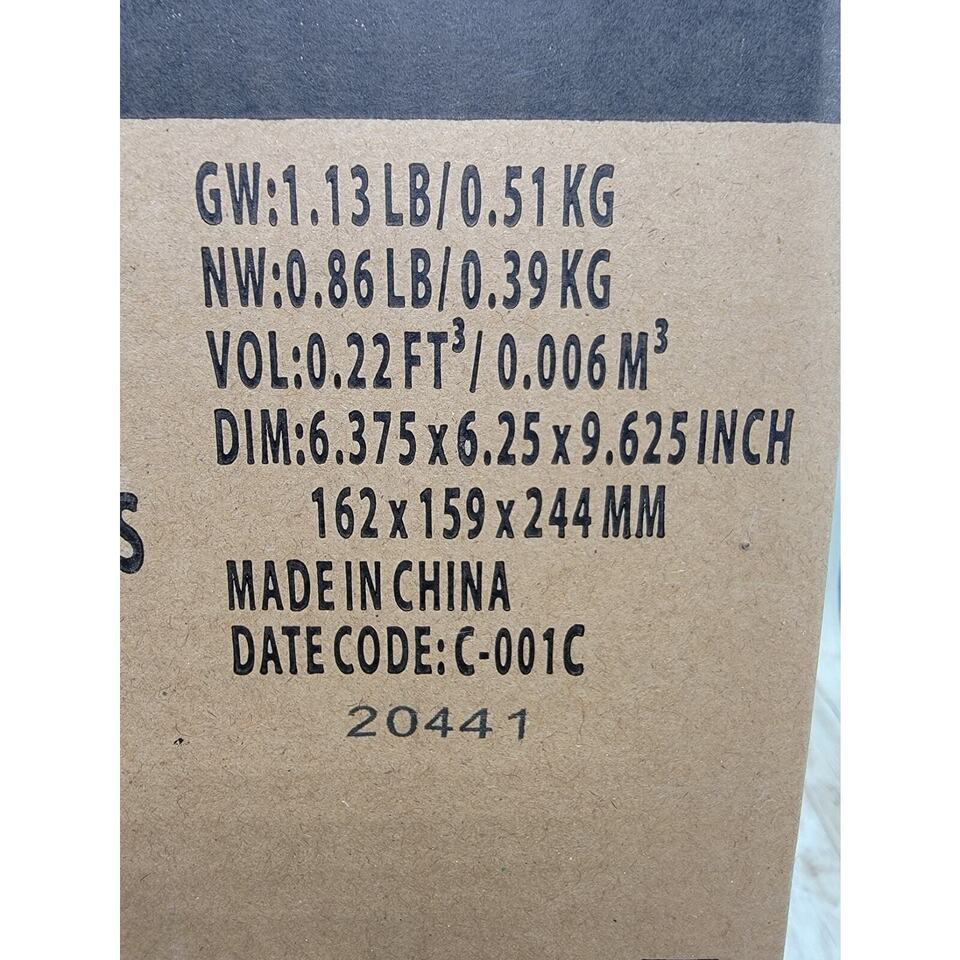 GW:1.13 LB/0.51 KG
NW:0.86 LB/0.39 KG
VOL:0.22 FT³/ 0.006 M³
DIM:6.375 x 6.25 x 9.625 INCH
162 x 159 x 244 MM
S
MADE IN CHINA
DATE CODE: C-001C
20441